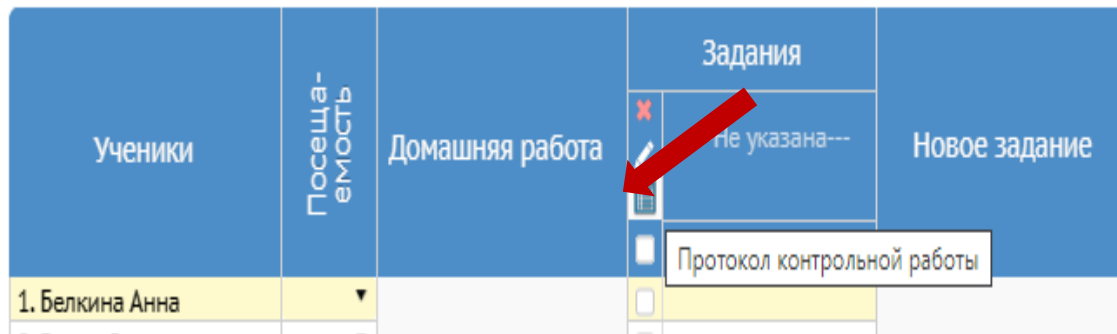 Задания
Ученики
Посеща-
емость
Домашняя работа
Не указана---
Новое задание
Протокол контрольной работы
1. Белкина Анна